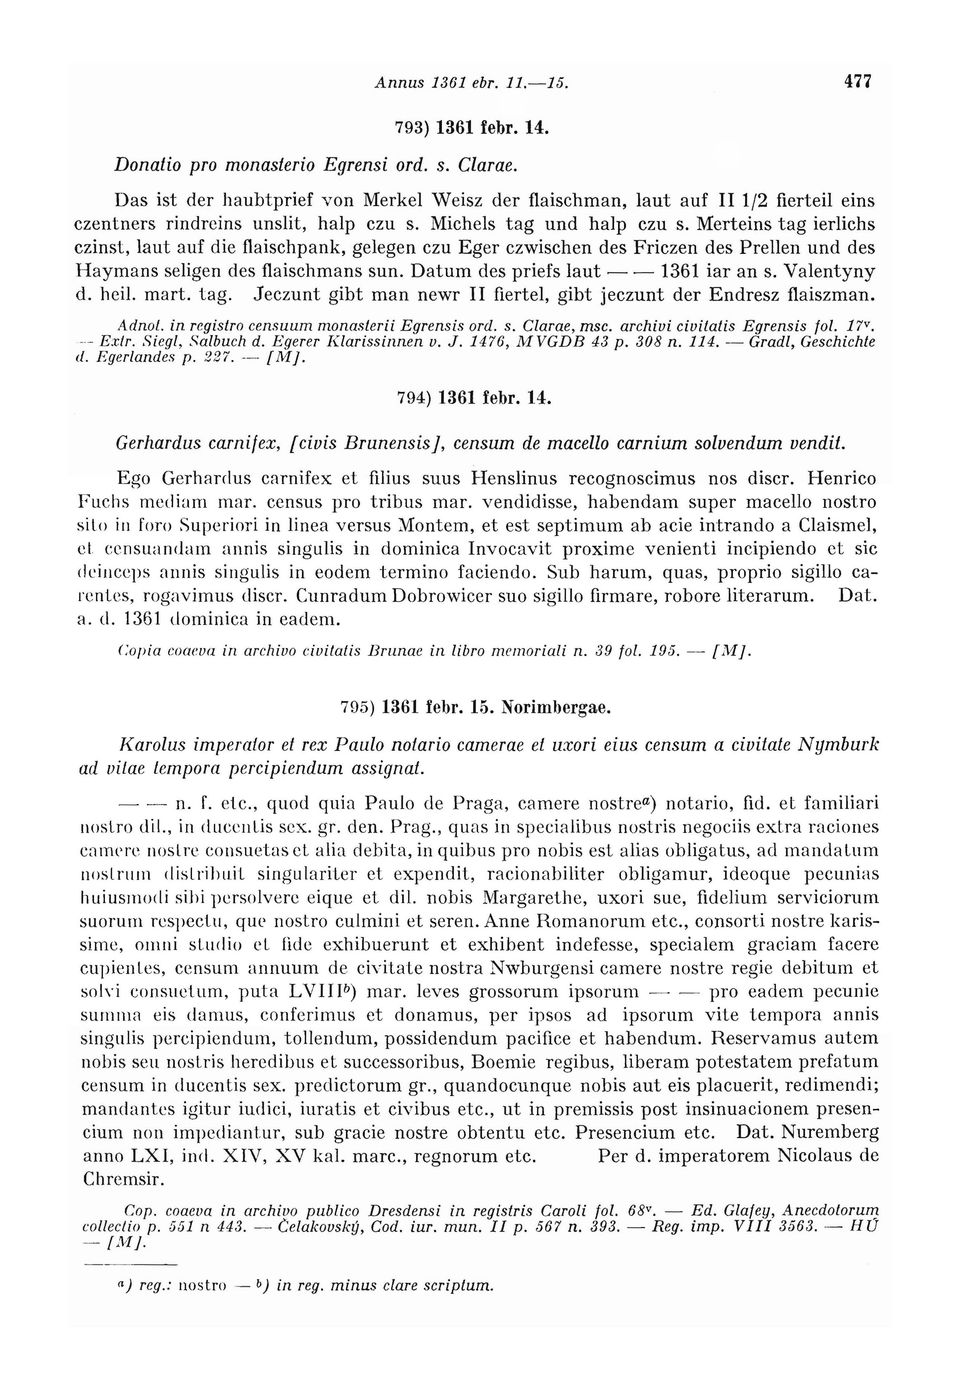 Annus 1361 ebr. 11.—15. 477
793) 1361 febr. 14.
Donatio pro monasterio Egrensi ord. s. Clarae.
Das ist der haubtprief von Merkel Weisz der flaischman, laut auf II 1/2 fierteil eins
czentners rindreins unslit, halp czu s. Michels tag und halp czu s. Merteins tag ierlichs
czinst, laut auf die flaischpank, gelegen czu Eger czwischen des Friczen des Prellen und des
Haymans seligen des flaischmans sun. Datum des priefs laut — — 1361 iar an s. Valentyny
d. heil. mart. tag. Jeczunt gibt man newr II fiertel, gibt jeczunt der Endresz flaiszman.
Adnot. in registro censuum monasterii Egrensis ord. s. Clarae, msc. archivi civitatis Egrensis fol. 17ᵛ.
— Extr. Siegl, Salbuch d. Egerer Klarissinnen v. J. 1476, MVGDB 43 p. 308 n. 114. — Gradl, Geschichte
d. Egerlandes p. 227. — [M].
794) 1361 febr. 14.
Gerhardus carnifex, [civis Brunensis], censum de macello carnium solvendum vendit.
Ego Gerhardus carnifex et filius suus Henslinus recognoscimus nos discr. Henrico
Fuchs mediam mar. census pro tribus mar. vendidisse, habendam super macello nostro
sito in foro Superiori in linea versus Montem, et est septimum ab acie intrando a Claismel,
et censuandam annis singulis in dominica Invocavit proxime venienti incipiendo et sic
deinceps annis singulis in eodem termino faciendo. Sub harum, quas, proprio sigillo ca-
rentes, rogavimus discr. Cunradum Dobrowicer suo sigillo firmare, robore literarum. Dat.
a. d. 1361 dominica in eadem.
Copia coaeva in archivo civitatis Brunae in libro memoriali n. 39 fol. 195. — [M].
795) 1361 febr. 15. Norimbergae.
Karolus imperator et rex Paulo notario camerae et uxori eius censum a civitate Nymburk
ad vitae tempora percipiendum assignat.
— — n. f. etc., quod quia Paulo de Praga, camere nostreᵃ) notario, fid. et familiari
nostro dil., in ducentis sex. gr. den. Prag., quas in specialibus nostris negociis extra raciones
camere nostre consuetas et alia debita, in quibus pro nobis est alias obligatus, ad mandatum
nostrum distribuit singulariter et expendit, racionabiliter obligamur, ideoque pecunias
huiusmodi sibi persolvere eique et dil. nobis Margarethe, uxori sue, fidelium serviciorum
suorum respectu, que nostro culmini et seren. Anne Romanorum etc., consorti nostre karis-
sime, omni studio et fide exhibuerunt et exhibent indefesse, specialem graciam facere
cupientes, censum annuum de civitate nostra Nwburgensi camere nostre regie debitum et
solvi consuetum, puta LVIIIᵇ) mar. leves grossorum ipsorum — — pro eadem pecunie
summa eis damus, conferimus et donamus, per ipsos ad ipsorum vite tempora annis
singulis percipiendum, tollendum, possidendum pacifice et habendum. Reservamus autem
nobis seu nostris heredibus et successoribus, Boemie regibus, liberam potestatem prefatum
censum in ducentis sex. predictorum gr., quandocunque nobis aut eis placuerit, redimendi;
mandantes igitur iudici, iuratis et civibus etc., ut in premissis post insinuacionem presen-
cium non impediantur, sub gracie nostre obtentu etc. Presencium etc. Dat. Nuremberg
anno LXI, ind. XIV, XV kal. marc., regnorum etc. Per d. imperatorem Nicolaus de
Chremsir.
Cop. coaeva in archivo publico Dresdensi in registris Caroli fol. 68ᵛ. — Ed. Glafey, Anecdotorum
collectio p. 551 n 443. — Čelakovský, Cod. iur. mun. II p. 567 n. 393. — Reg. imp. VIII 3563. — HÚ
— [M].
ᵃ) reg.: nostro — ᵇ) in reg. minus clare scriptum.